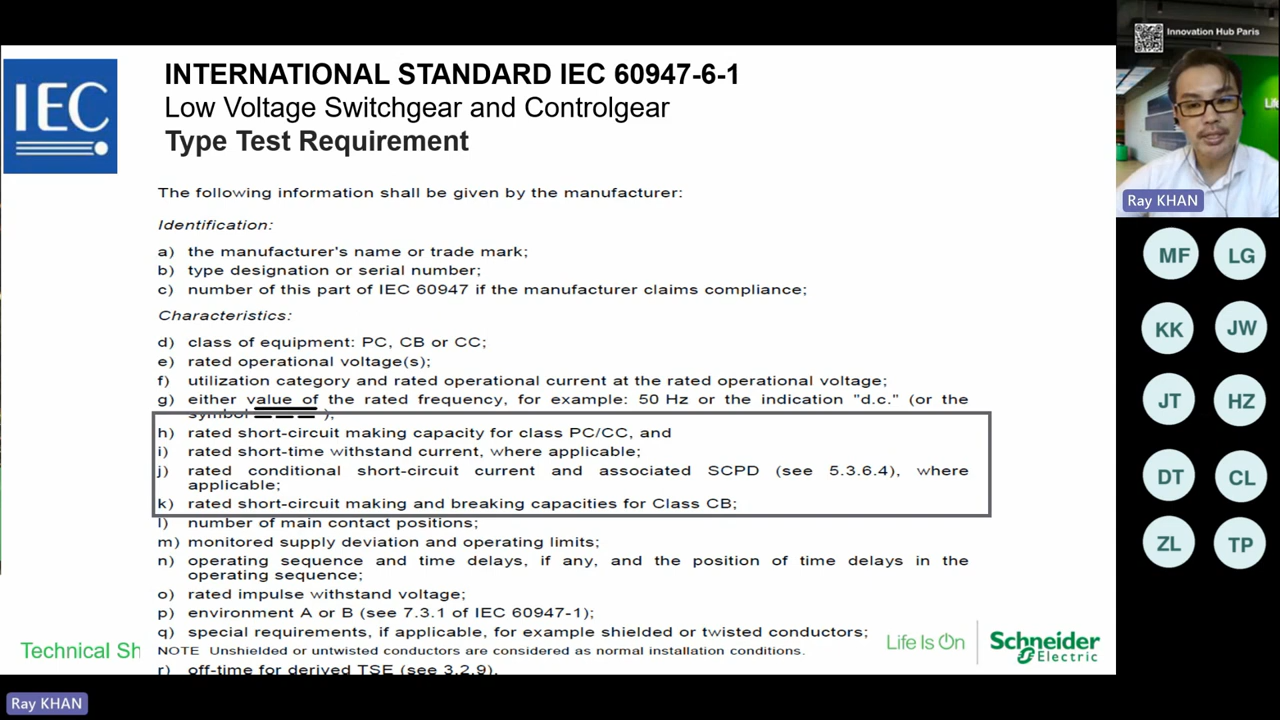 IEC
INTERNATIONAL STANDARD IEC 60947-6-1
Low Voltage Switchgear and Controlgear
Type Test Requirement
The following information shall be given by the manufacturer:
Identification:
a) the manufacturer's name or trade mark;
b) type designation or serial number;
c) number of this part of IEC 60947 if the manufacturer claims compliance;
Characteristics:
d) class of equipment: PC, CB or CC;
e) rated operational voltage(s);
f) utilization category and rated operational current at the rated operational voltage;
g) either value of the rated frequency, for example: 50 Hz or the indication "d.c." (or the
symbol );
h) rated short-circuit making capacity for class PC/CC, and
i) rated short-time withstand current, where applicable;
j) rated conditional short-circuit current and associated SCPD (see 5.3.6.4), where
applicable;
k) rated short-circuit making and breaking capacities for Class CB;
l) number of main contact positions;
m) monitored supply deviation and operating limits;
n) operating sequence and time delays, if any, and the position of time delays in the
operating sequence;
o) rated impulse withstand voltage;
p) environment A or B (see 7.3.1 of IEC 60947-1);
q) special requirements, if applicable, for example shielded or twisted conductors;
NOTE Unshielded or untwisted conductors are considered as normal installation conditions.
r) off-time for derived TSE (see 3.2.9).
Technical Sh
Life Is On
Schneider
Electric
Innovation Hub Paris
Li
Ray KHAN
MF LG
KK JW
JT HZ
DT CL
ZL TP
Ray KHAN